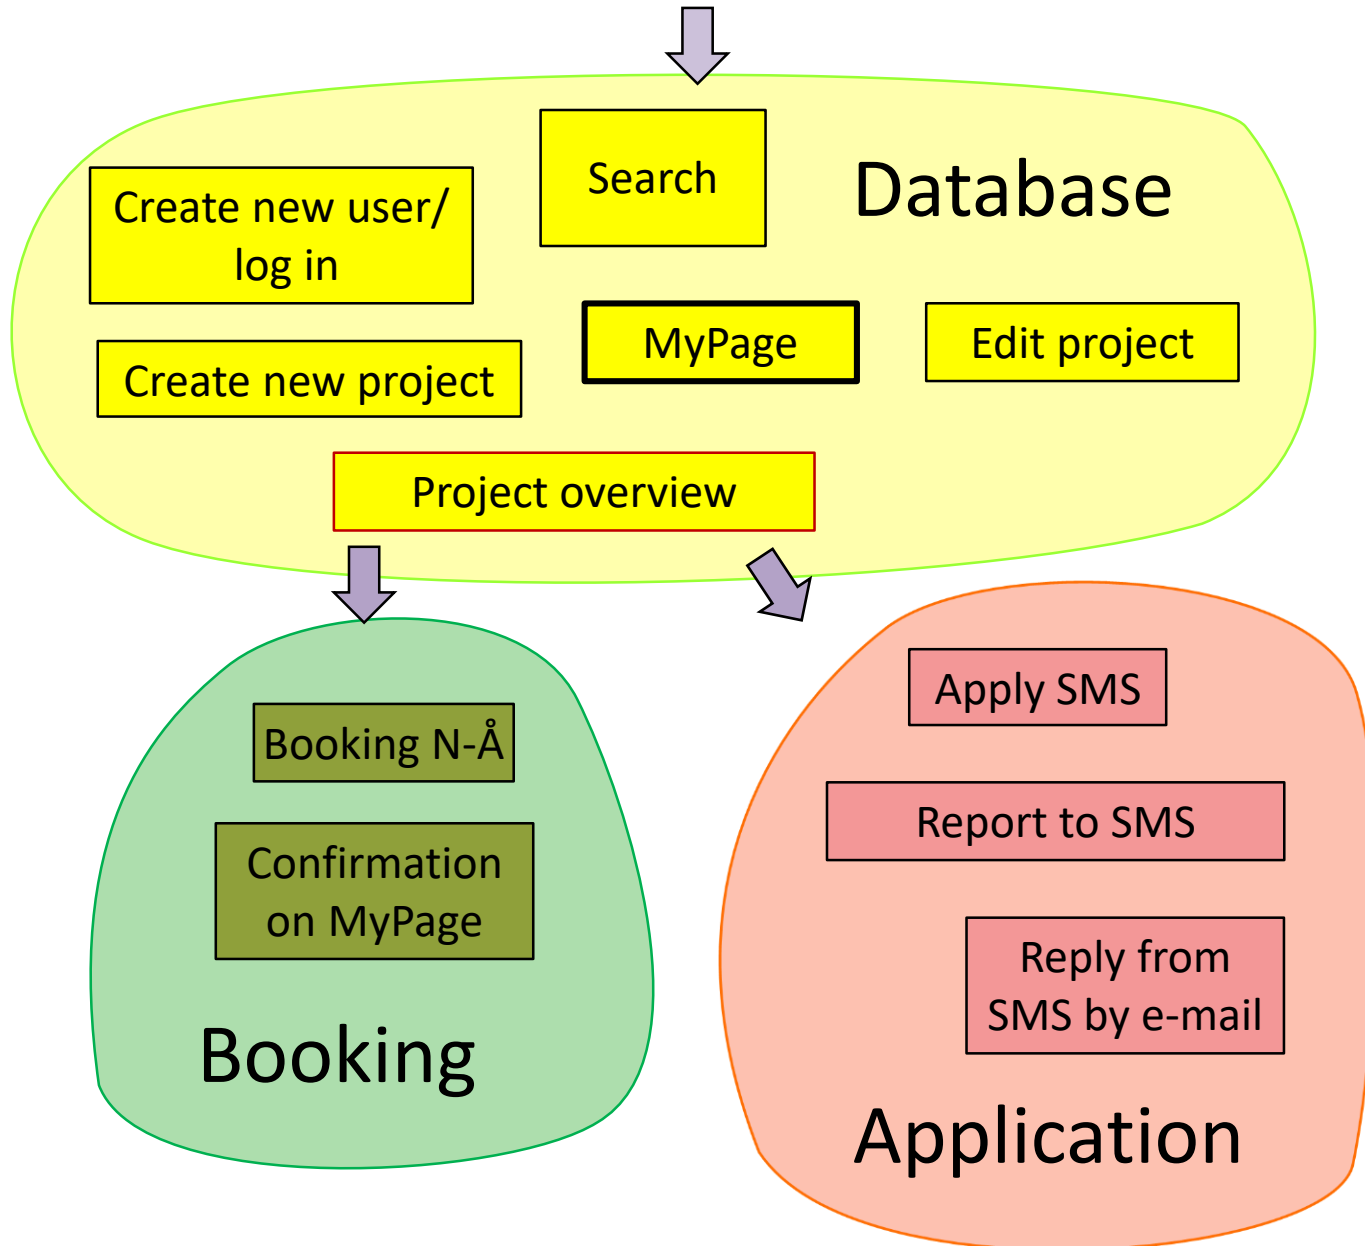 Search
Database
Create new user/
log in
MyPage
Edit project
Create new project
Project overview
Booking N-Å
Confirmation
on MyPage
Booking
Apply SMS
Report to SMS
Reply from
SMS by e-mail
Application